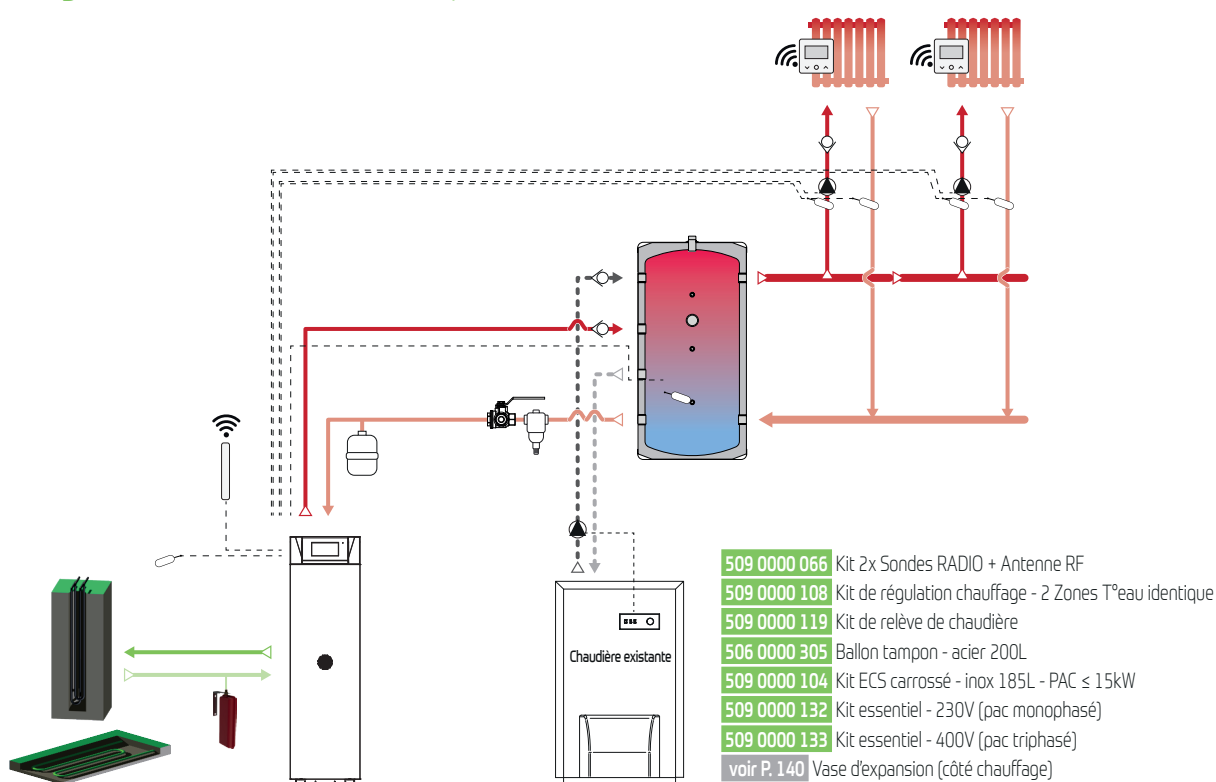 Chaudière existante
509 0000 066 Kit 2x Sondes RADIO + Antenne RF
509 0000 108 Kit de régulation chauffage - 2 Zones T°eau identique
509 0000 119 Kit de relève de chaudière
506 0000 305 Ballon tampon - acier 200L
509 0000 104 Kit ECS carrossé - inox 185L - PAC ≤ 15kW
509 0000 132 Kit essentiel - 230V (pac monophasé)
509 0000 133 Kit essentiel - 400V (pac triphasé)
voir P. 140 Vase d'expansion (côté chauffage)